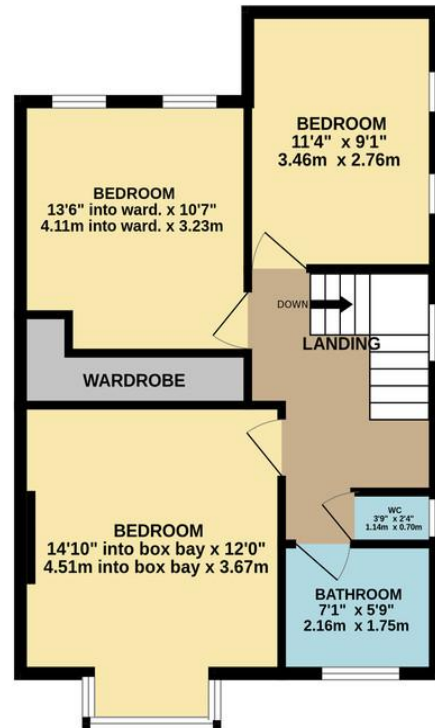 BEDROOM
11'4" x 9'1"
3.46m x 2.76m
BEDROOM
13'6" into ward. x 10'7"
4.11m into ward. x 3.23m
DOWN
LANDING
WARDROBE
WC
3'9" x 2'4"
1.14m x 0.70m
BEDROOM
14'10" into box bay x 12'0"
4.51m into box bay x 3.67m
BATHROOM
7'1" x 5'9"
2.16m x 1.75m